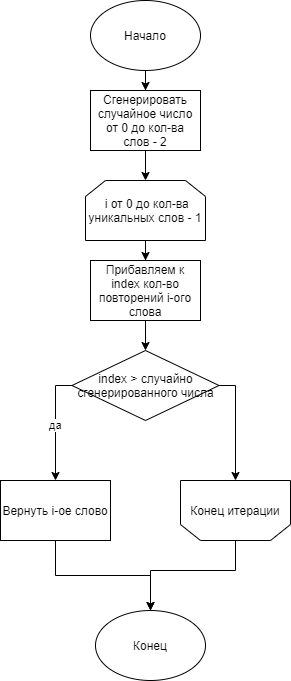 Начало
Сгенерировать
случайное число
от 0 до кол-ва
слов - 2
i от 0 до кол-ва
уникальных слов - 1
Прибавляем к
index кол-во
повторений i-ого
слова
index > случайно
сгенерированного числа
да
Вернуть i-ое слово
Конец итерации
Конец